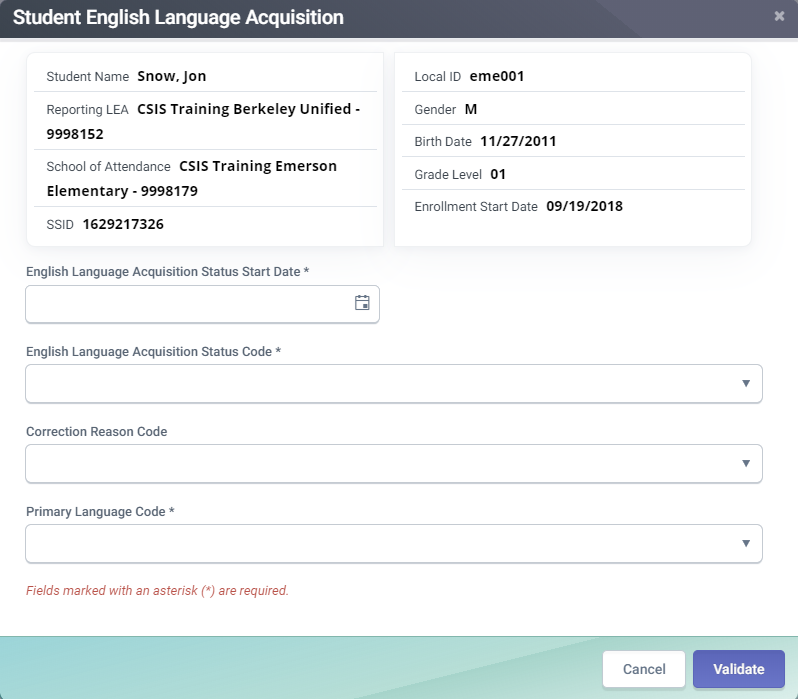 Student English Language Acquisition
Student Name Snow, Jon
Reporting LEA CSIS Training Berkeley Unified -
9998152
School of Attendance CSIS Training Emerson
Elementary - 9998179
SSID 1629217326
Local ID eme001
Gender M
Birth Date 11/27/2011
Grade Level 01
Enrollment Start Date 09/19/2018
English Language Acquisition Status Start Date *
English Language Acquisition Status Code *
Correction Reason Code
Primary Language Code *
Fields marked with an asterisk (*) are required.
Cancel
Validate